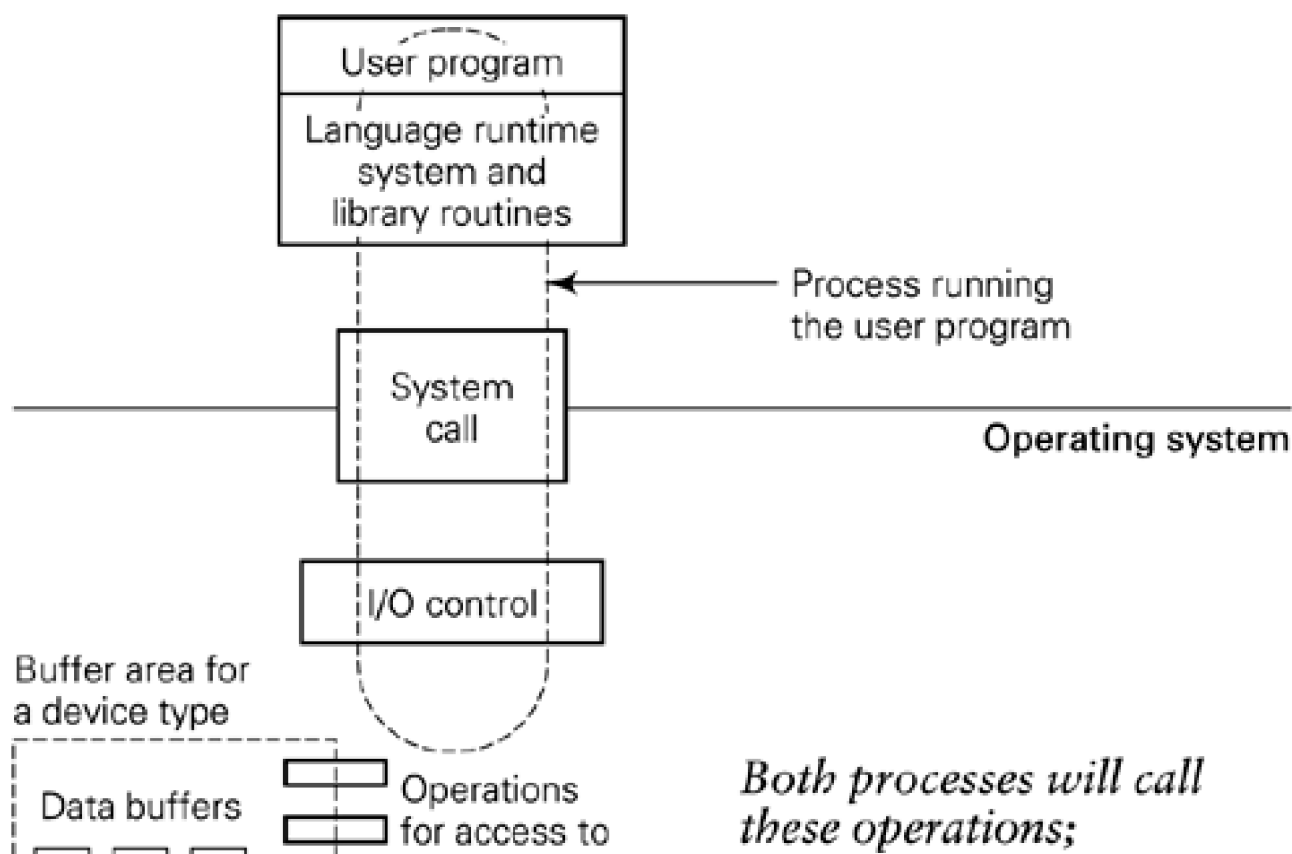 User program
Language runtime
system and
library routines
Process running
the user program
System
call
Operating system
I/O control
Buffer area for
a device type
Data buffers
Operations
for access to
Both processes will call
these operations;